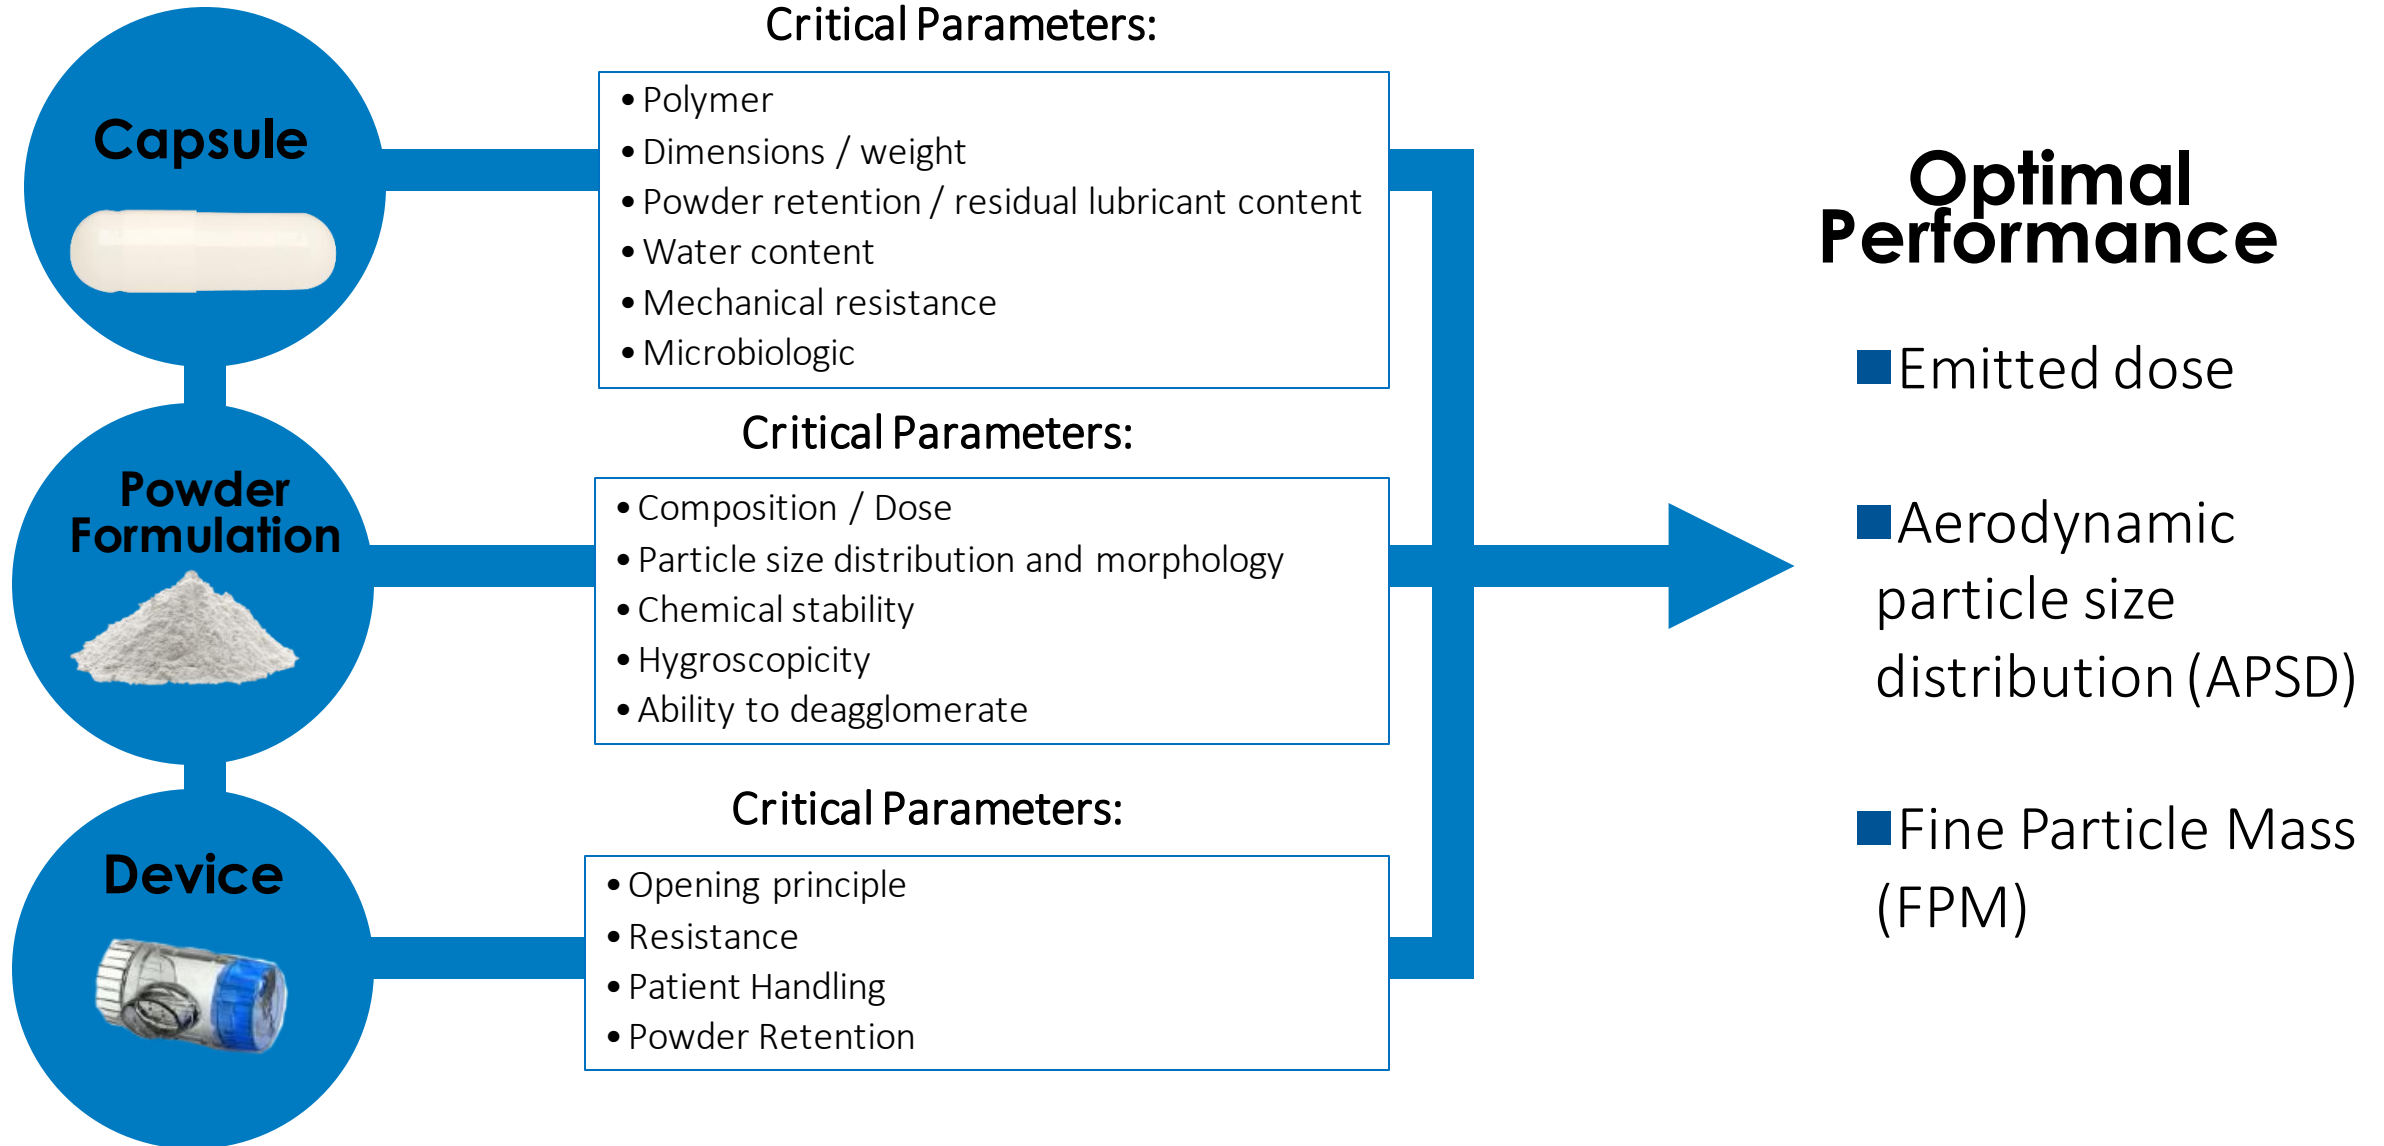 Capsule
Critical Parameters:
• Polymer
• Dimensions / weight
• Powder retention / residual lubricant content
• Water content
• Mechanical resistance
• Microbiologic
Powder
Formulation
Critical Parameters:
• Composition / Dose
• Particle size distribution and morphology
• Chemical stability
• Hygroscopicity
• Ability to deagglomerate
Device
Critical Parameters:
• Opening principle
• Resistance
• Patient Handling
• Powder Retention
Optimal
Performance
■ Emitted dose
■ Aerodynamic
particle size
distribution (APSD)
■ Fine Particle Mass
(FPM)